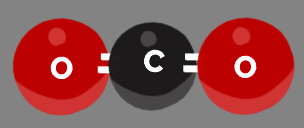 O = C = O